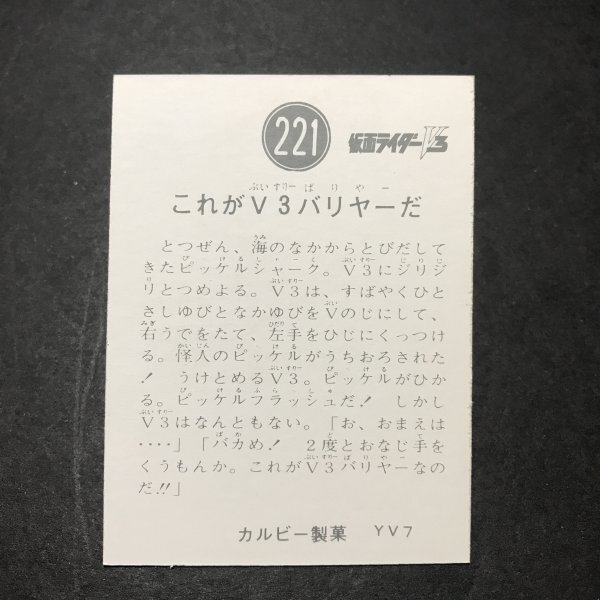 221
仮面ライダーV3
ぶいすりー ばりやー
これがV3バリヤーだ
とつぜん、海のなかからとびだして
きたピッケルシャーク。V3にジリジ
リとつめよる。V3は、すばやくひと
さしゆびとなかゆびをVのじにして、
右うでをたて、左手をひじにくっつけ
る。怪人のピッケルがうちおろされた
! うけとめるV3。ピッケルがひか
る。ピッケルフラッシュだ! しかし
V3はなんともない。「お、おまえは
‥‥」「バカめ! 2度とおなじ手を
くうもんか。これがV3バリヤーなの
だ!!」
カルビー製菓 YV7